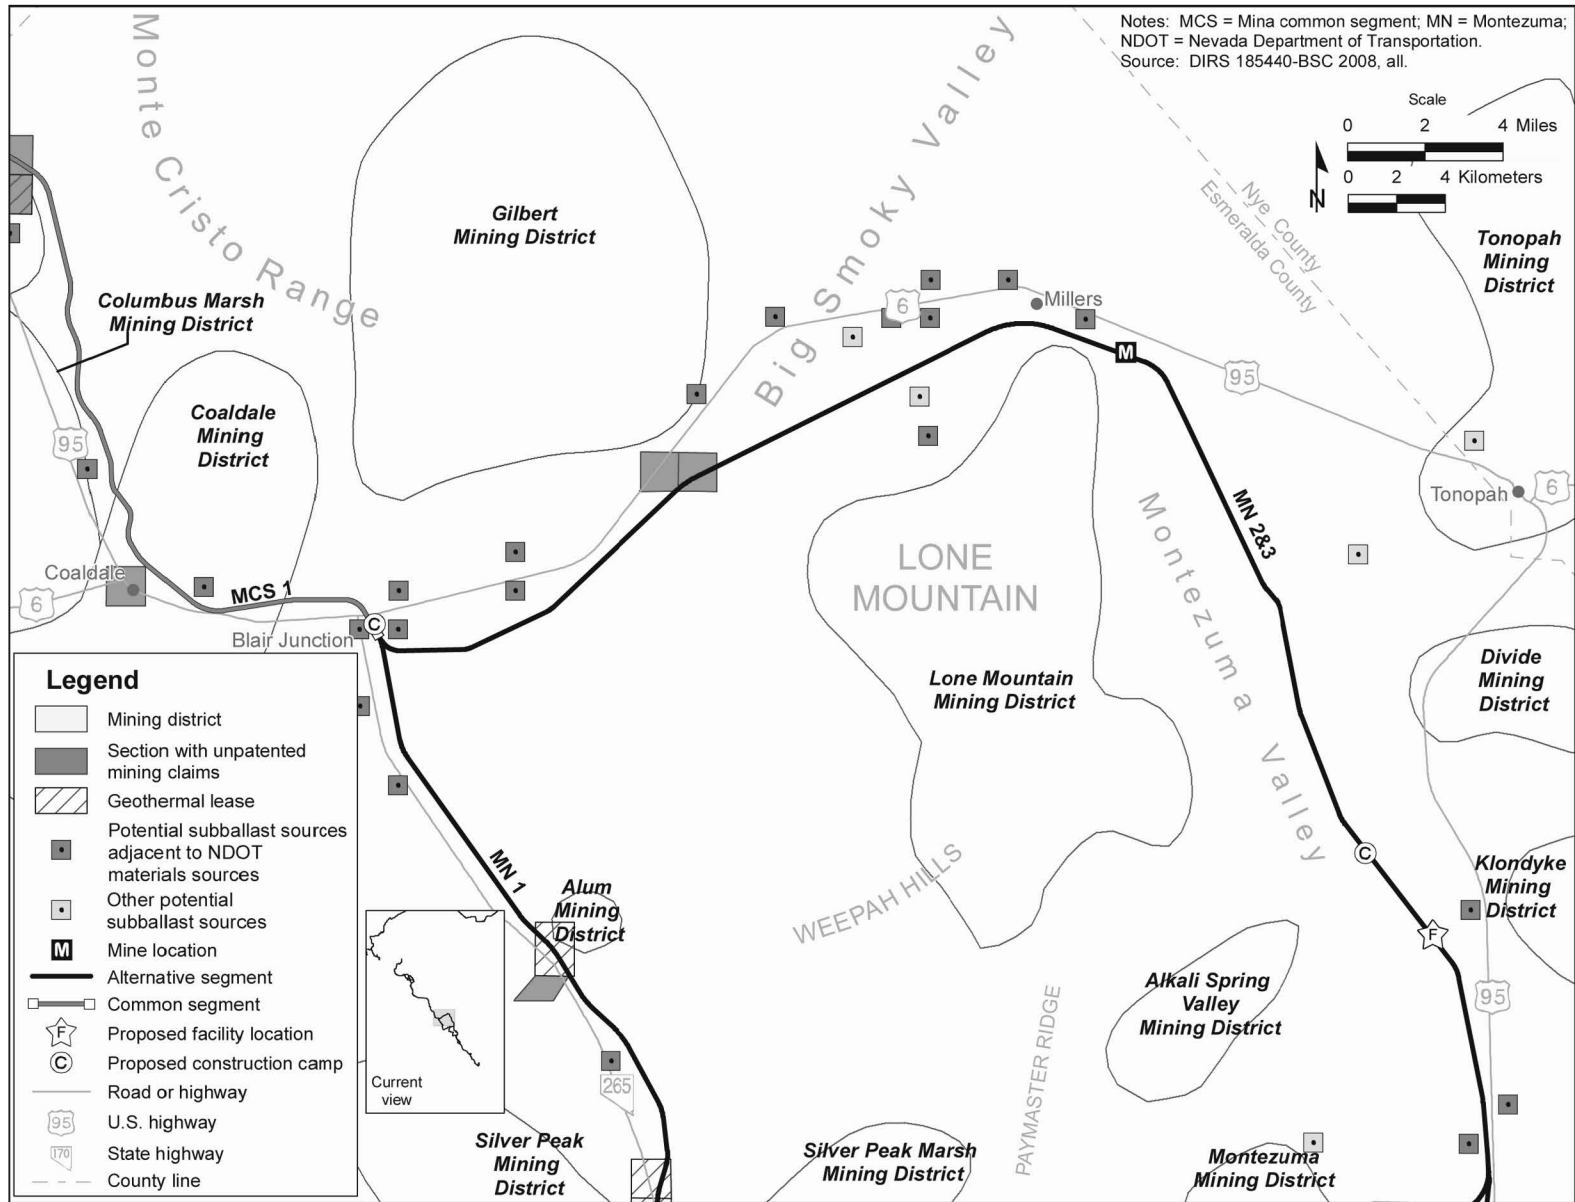 Notes: MCS = Mina common segment; MN = Montezuma;
NDOT = Nevada Department of Transportation.
Source: DIRS 185440-BSC 2008, all.
Scale
0 2 4 Miles
0 2 4 Kilometers
N
Monte Cristo Range
Big Smoky Valley
Nye County
Esmeralda County
Gilbert
Mining District
Tonopah
Mining
District
Columbus Marsh
Mining District
6
Millers
M
95
Coaldale
Mining
District
95
Tonopah
6
MN 2&3
Montezuma Valley
LONE
MOUNTAIN
Coaldale
6
MCS 1
C
Blair Junction
Lone Mountain
Mining District
Divide
Mining
District
Legend
Mining district
Section with unpatented
mining claims
Geothermal lease
Potential subballast sources
adjacent to NDOT
materials sources
Other potential
subballast sources
M Mine location
Alternative segment
Common segment
F Proposed facility location
C Proposed construction camp
Road or highway
95 U.S. highway
170 State highway
County line
MN 1
C
WEEPAH HILLS
Klondyke
Mining
District
Alum
Mining
District
F
Current
view
Alkali Spring
Valley
Mining District
95
PAYMASTER RIDGE
265
Silver Peak
Mining
District
Silver Peak Marsh
Mining District
Montezuma
Mining District